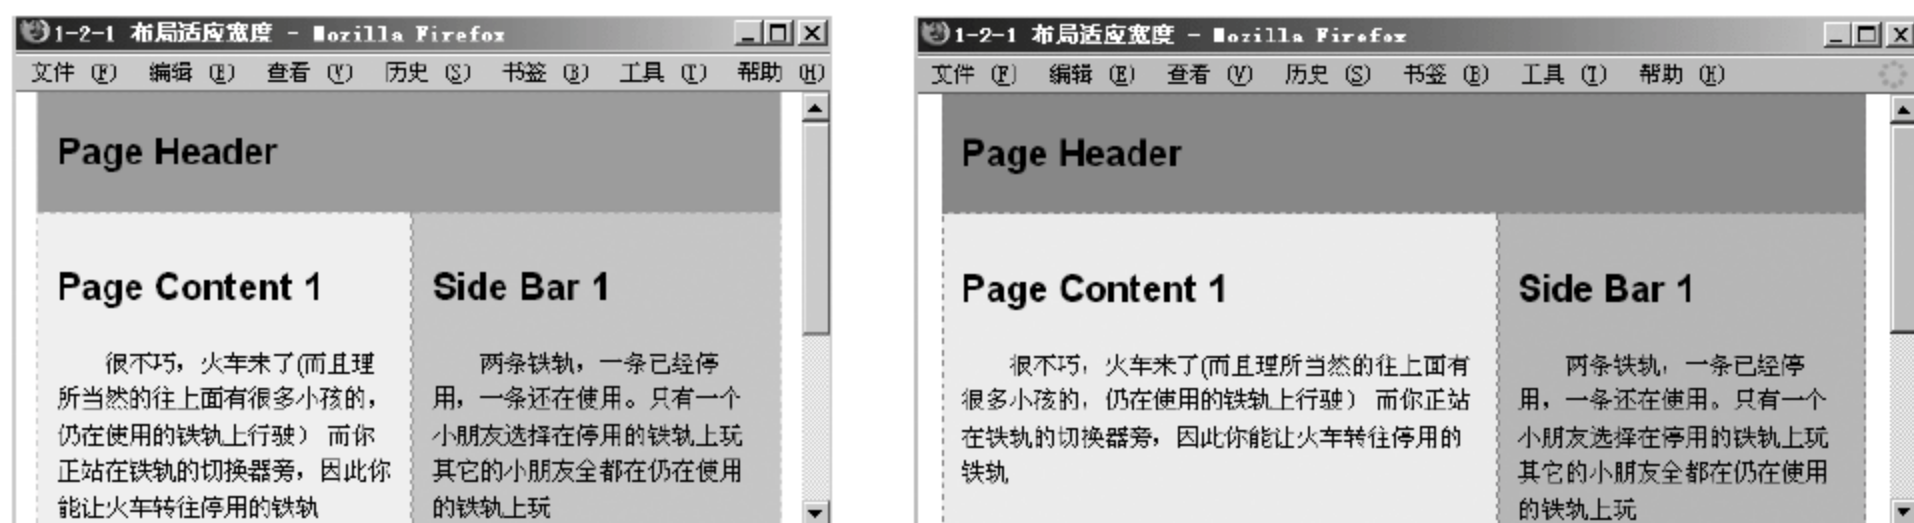 1-2-1 布局适应宽度 - Mozilla Firefox
文件 (F) 编辑 (E) 查看 (V) 历史 (S) 书签 (B) 工具 (T) 帮助 (H)
Page Header
Page Content 1
很不巧，火车来了(而且理
所当然的往上面有很多小孩的，
仍在使用的铁轨上行驶） 而你
正站在铁轨的切换器旁，因此你
能让火车转往停用的铁轨
Side Bar 1
两条铁轨，一条已经停
用，一条还在使用。只有一个
小朋友选择在停用的铁轨上玩
其它的小朋友全都在仍在使用
的铁轨上玩
1-2-1 布局适应宽度 - Mozilla Firefox
文件 (F) 编辑 (E) 查看 (V) 历史 (S) 书签 (B) 工具 (T) 帮助 (H)
Page Header
Page Content 1
很不巧，火车来了(而且理所当然的往上面有
很多小孩的，仍在使用的铁轨上行驶） 而你正站
在铁轨的切换器旁，因此你能让火车转往停用的
铁轨
Side Bar 1
两条铁轨，一条已经停
用，一条还在使用。只有一个
小朋友选择在停用的铁轨上玩
其它的小朋友全都在仍在使用
的铁轨上玩